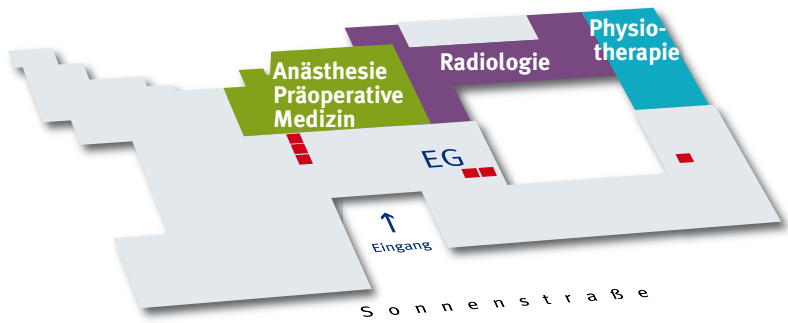 Anästhesie
Präoperative
Medizin
Radiologie
Physio-
therapie
EG
Eingang
Sonnenstraße